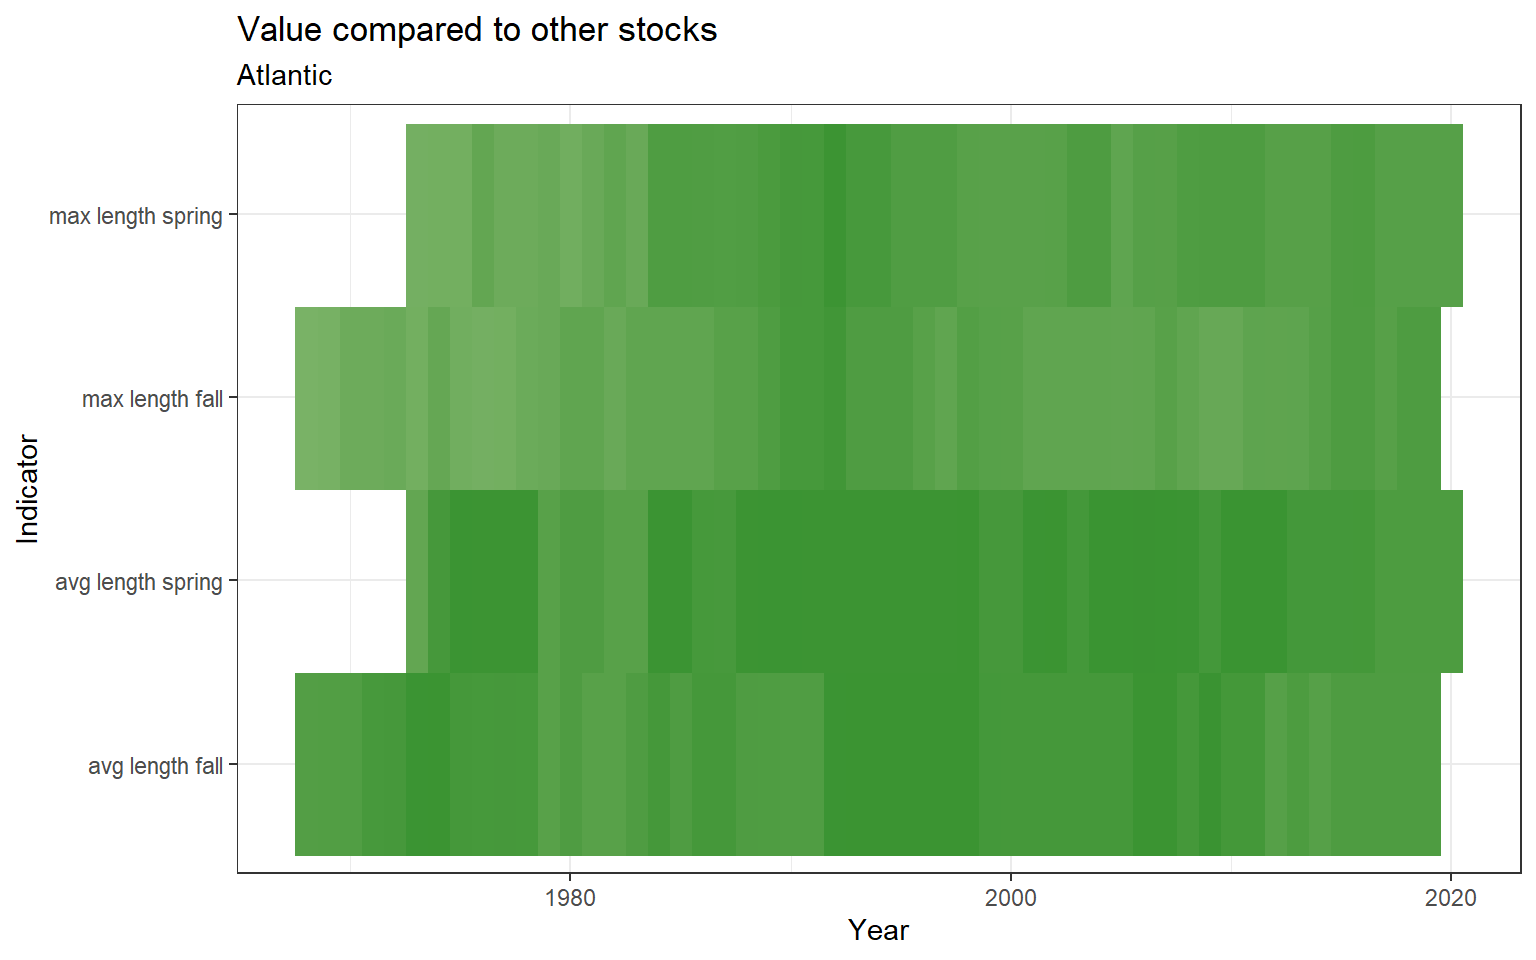 Value compared to other stocks
Atlantic
Indicator
max length spring
max length fall
avg length spring
avg length fall
1980
2000
2020
Year